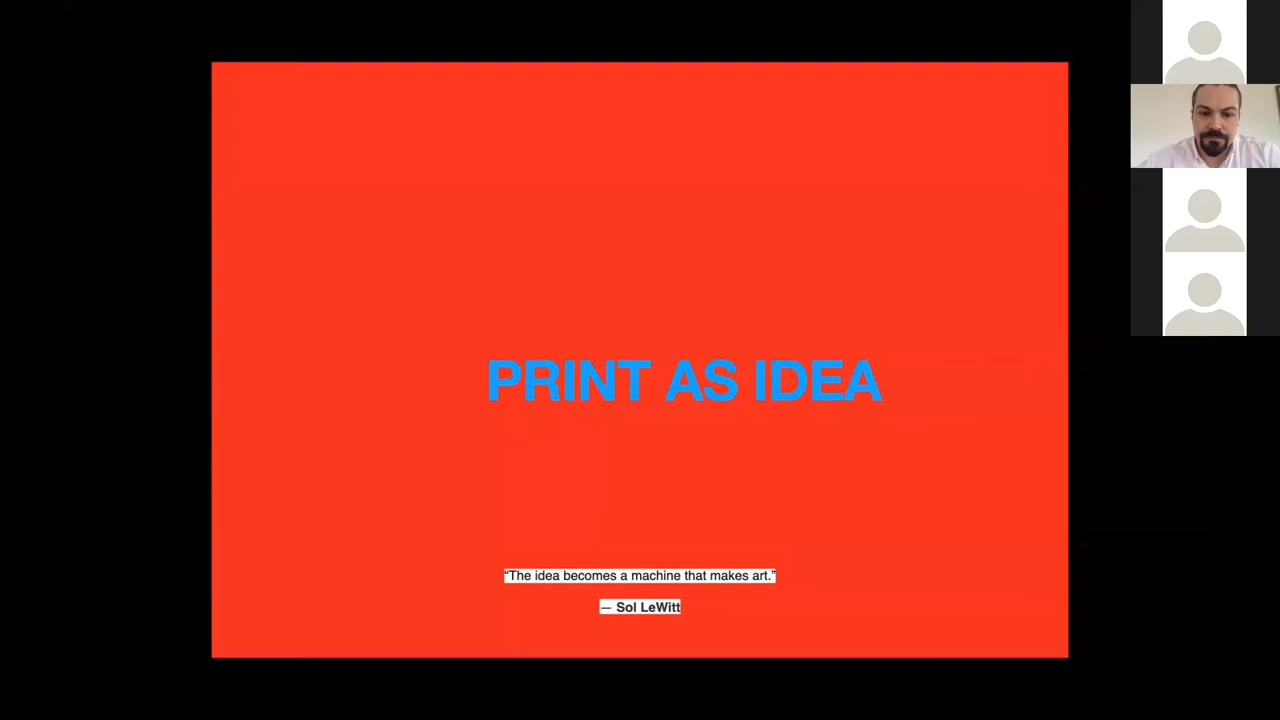 PRINT AS IDEA
“The idea becomes a machine that makes art.”
— Sol LeWitt